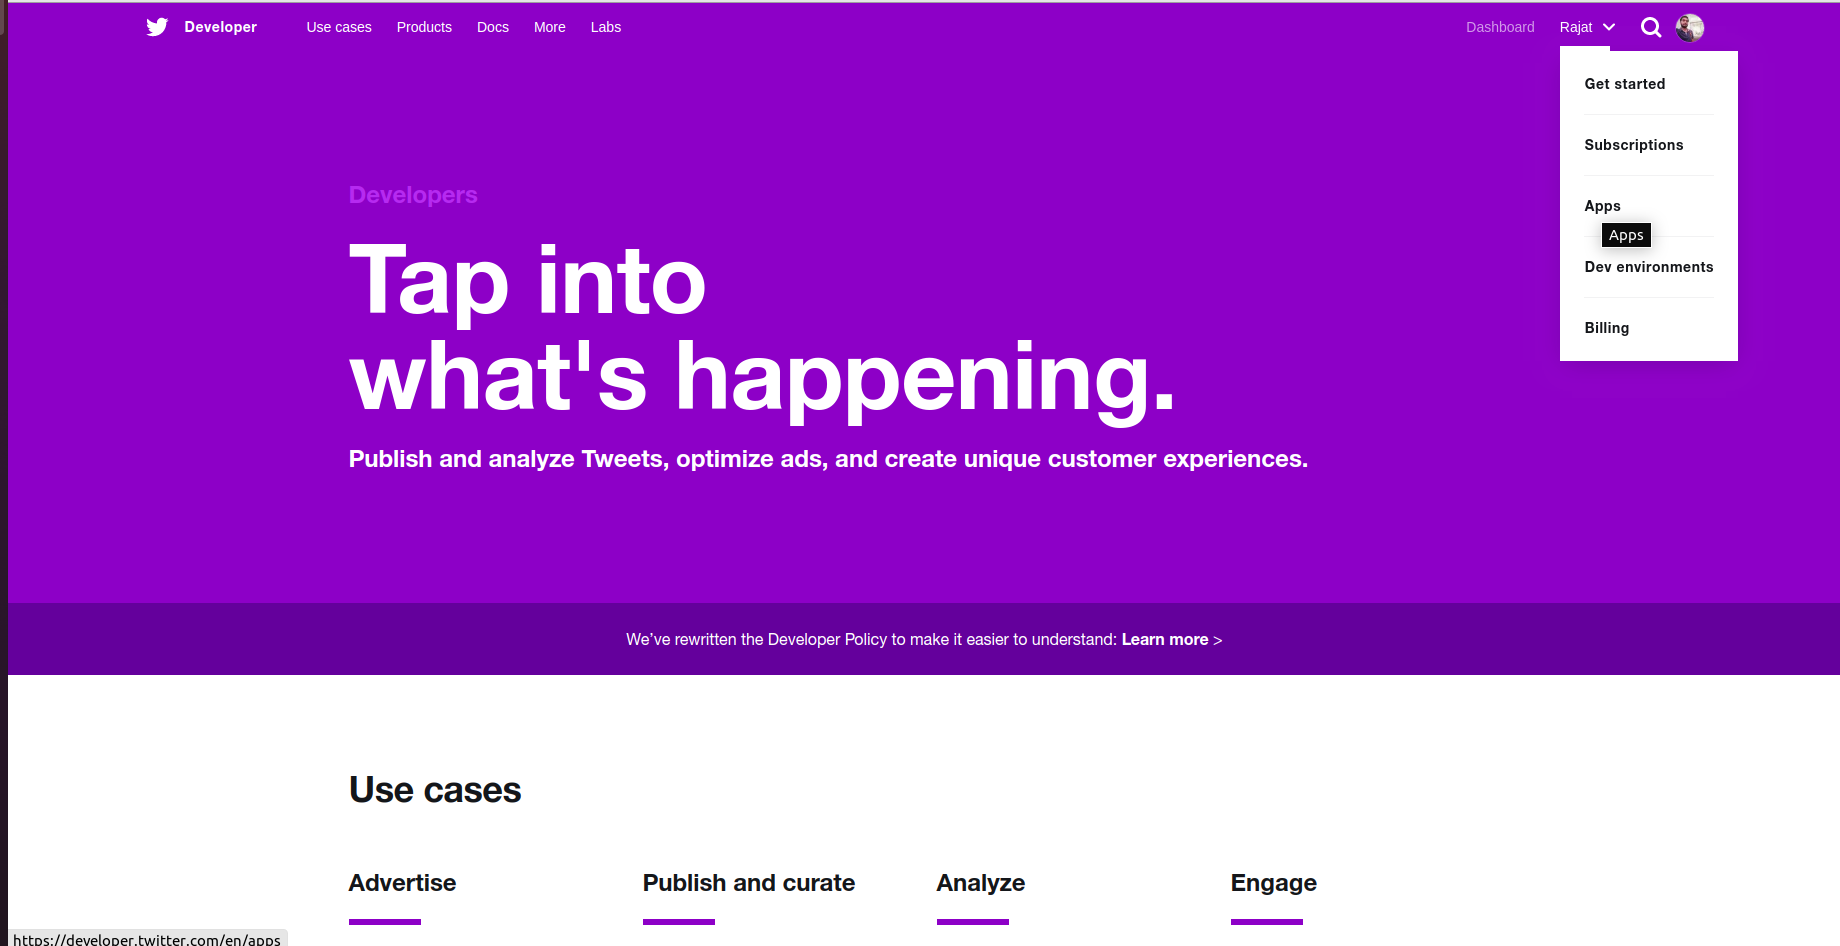 Developer
Use cases
Products
Docs
More
Labs
Dashboard
Rajat
Get started
Subscriptions
Apps
Apps
Dev environments
Billing
Developers
Tap into
what's happening.
Publish and analyze Tweets, optimize ads, and create unique customer experiences.
We’ve rewritten the Developer Policy to make it easier to understand: Learn more >
Use cases
Advertise
Publish and curate
Analyze
Engage
https://developer.twitter.com/en/apps